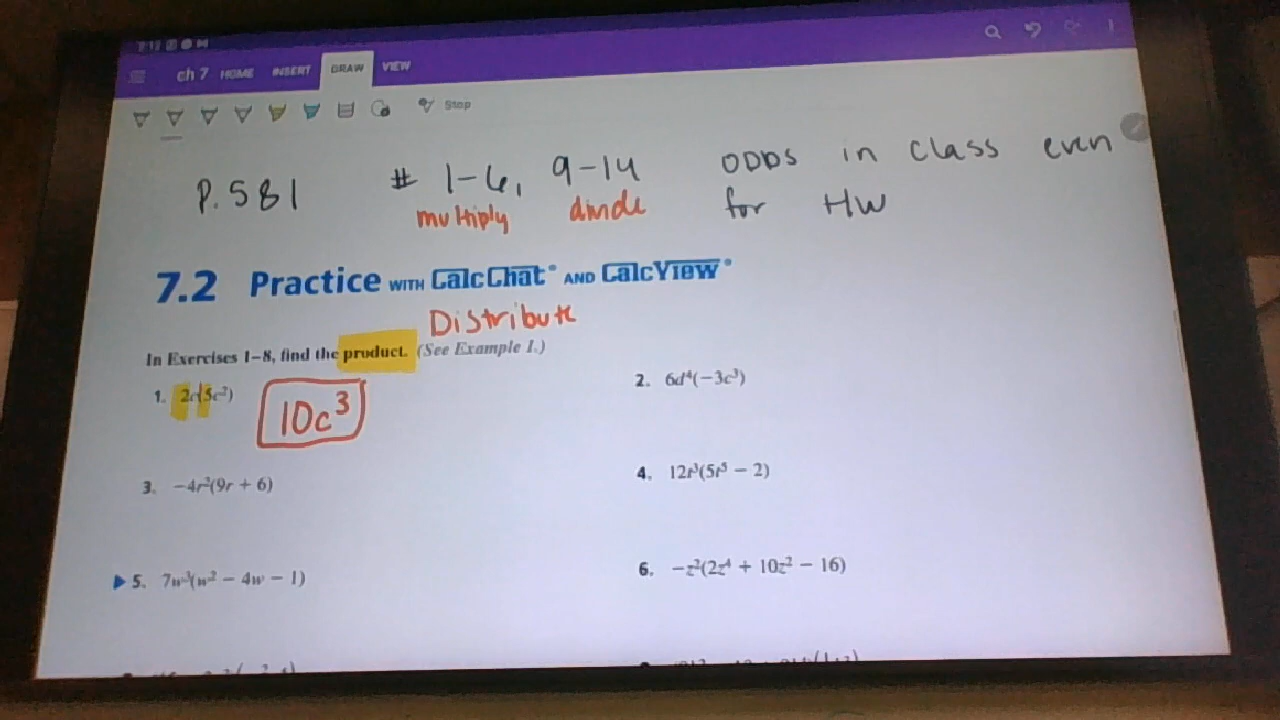 ch 7 HOME INSERT DRAW VIEW
Stop
P. 581 # 1-6, 9-14 ODDS in class even
multiply divide for HW
7.2 Practice WITH CalcChat® AND CalcView®
Distribute
In Exercises 1–8, find the product. (See Example 1.)
1. 2c(5c²) 10c³
2. 6d⁴(−3c³)
3. −4r²(9r + 6)
4. 12t³(5t⁵ − 2)
5. 7w³(w² − 4w − 1)
6. −z²(2z⁴ + 10z² − 16)